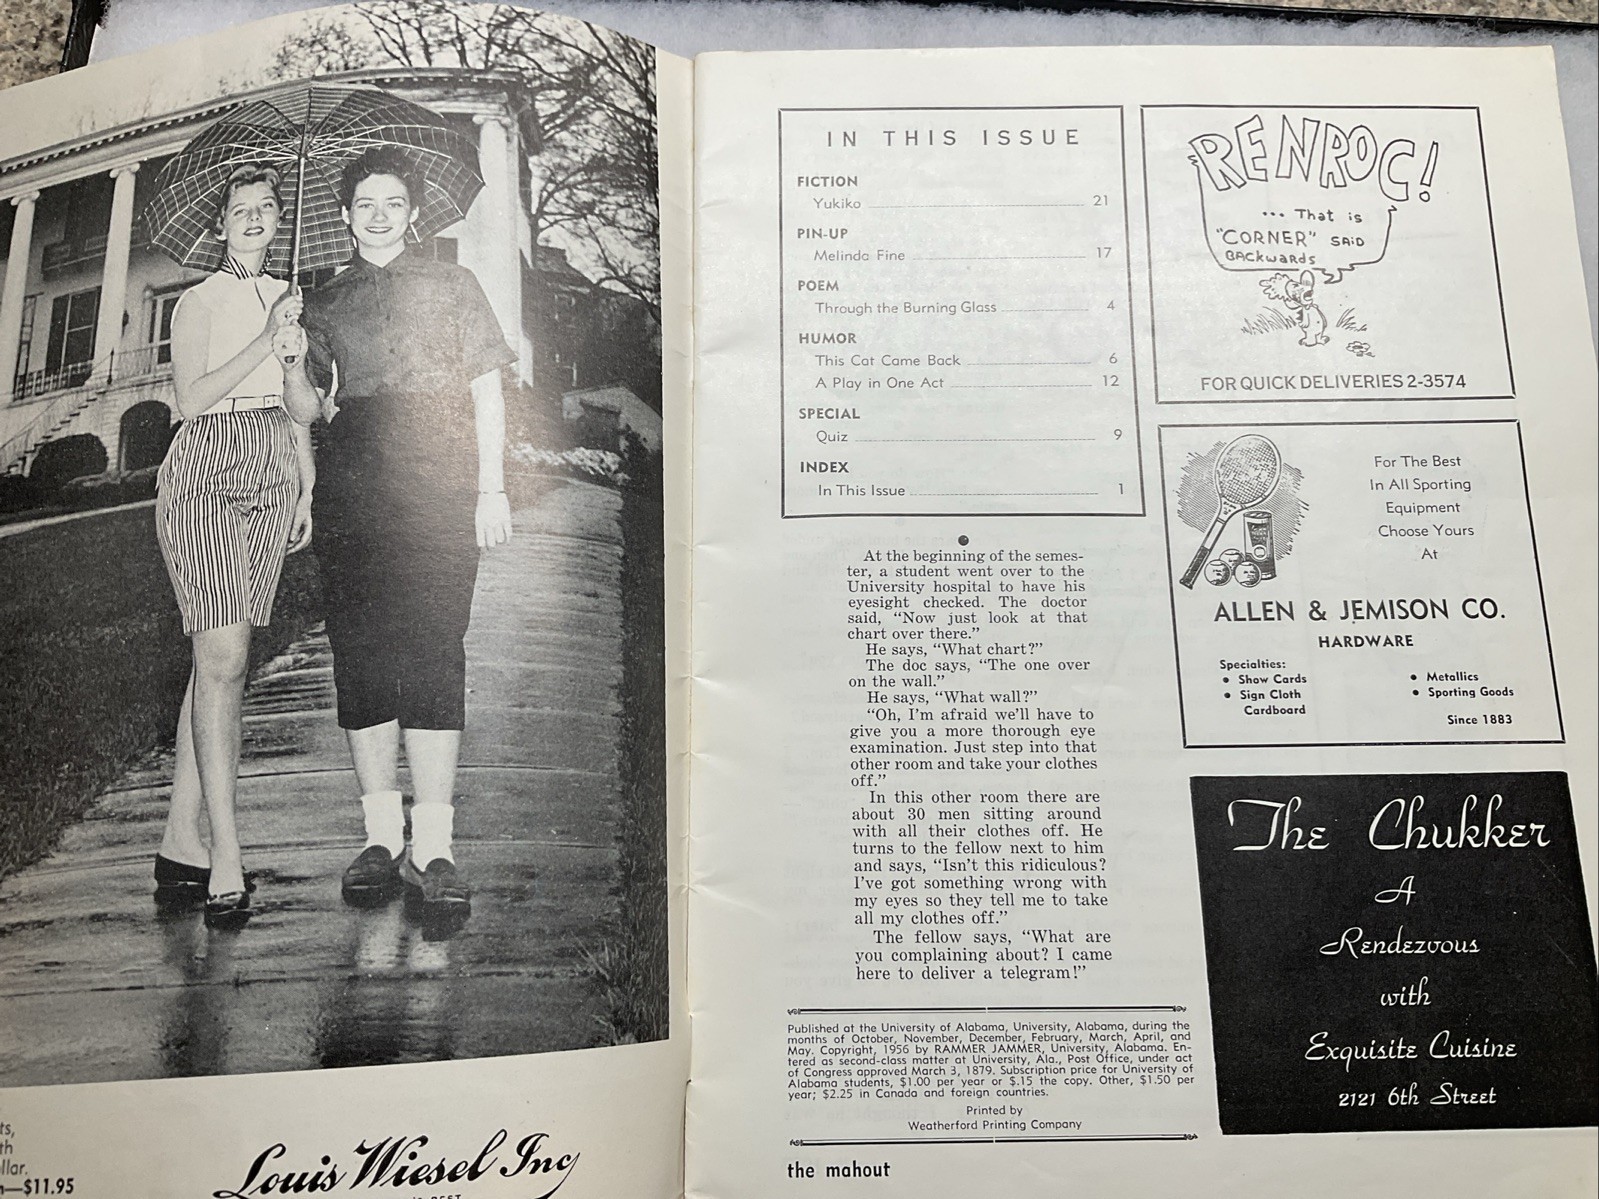 ts,
th
llar.
—$11.95
Louis Wiesel Inc
IN THIS ISSUE
FICTION
Yukiko 21
PIN-UP
Melinda Fine 17
POEM
Through the Burning Glass 4
HUMOR
This Cat Came Back 6
A Play in One Act 12
SPECIAL
Quiz 9
INDEX
In This Issue 1
At the beginning of the semes-
ter, a student went over to the
University hospital to have his
eyesight checked. The doctor
said, “Now just look at that
chart over there.”
He says, “What chart?”
The doc says, “The one over
on the wall.”
He says, “What wall?”
“Oh, I'm afraid we'll have to
give you a more thorough eye
examination. Just step into that
other room and take your clothes
off.”
In this other room there are
about 30 men sitting around
with all their clothes off. He
turns to the fellow next to him
and says, “Isn't this ridiculous?
I've got something wrong with
my eyes so they tell me to take
all my clothes off.”
The fellow says, “What are
you complaining about? I came
here to deliver a telegram!”
Published at the University of Alabama, University, Alabama, during the
months of October, November, December, February, March, April, and
May. Copyright, 1956 by RAMMER JAMMER, University, Alabama. En-
tered as second-class matter at University, Ala., Post Office, under act
of Congress approved March 3, 1879. Subscription price for University of
Alabama students, $1.00 per year or $.15 the copy. Other, $1.50 per
year; $2.25 in Canada and foreign countries.
Printed by
Weatherford Printing Company
the mahout
RENROC!
... That is
"CORNER" SAID
BACKwaRds
FOR QUICK DELIVERIES 2-3574
For The Best
In All Sporting
Equipment
Choose Yours
At
ALLEN & JEMISON CO.
HARDWARE
Specialties:
• Show Cards
• Sign Cloth
Cardboard
• Metallics
• Sporting Goods
Since 1883
The Chukker
A
Rendezvous
with
Exquisite Cuisine
2121 6th Street